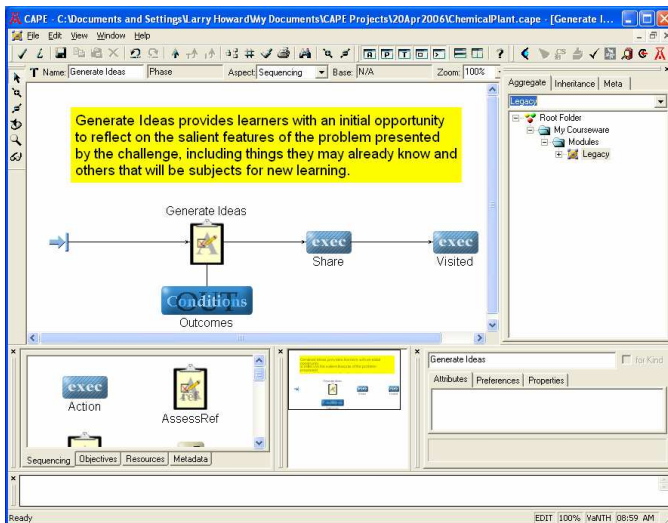 CAPE - C:\Documents and Settings\Larry Howard\My Documents\CAPE Projects\20Apr2006\ChemicalPlant.cape - [Generate I...
File Edit View Window Help
Name: Generate Ideas Phase Aspect: Sequencing Base: N/A Zoom: 100%
Aggregate Inheritance Meta
Legacy
Root Folder
My Courseware
Modules
Legacy
Generate Ideas provides learners with an initial opportunity
to reflect on the salient features of the problem presented
by the challenge, including things they may already know and
others that will be subjects for new learning.
Generate Ideas
exec
Share
exec
Visited
Conditions
OUT
Outcomes
exec
Action
AssessRef
Sequencing Objectives Resources Metadata
Generate Ideas
for Kind
Attributes Preferences Properties
Ready
EDIT 100% VaNTH 08:59 AM